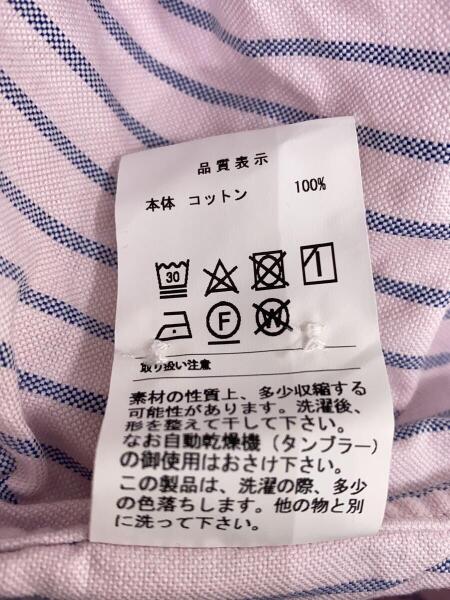 品質表示
本体 コットン 100%
30
F W
取り扱い注意
素材の性質上、多少収縮する
可能性があります。洗濯後、
形を整えて干して下さい。
なお自動乾燥機（タンブラー）
の御使用はおさけ下さい。
この製品は、洗濯の際、多少
の色落ちします。他の物と別
に洗って下さい。